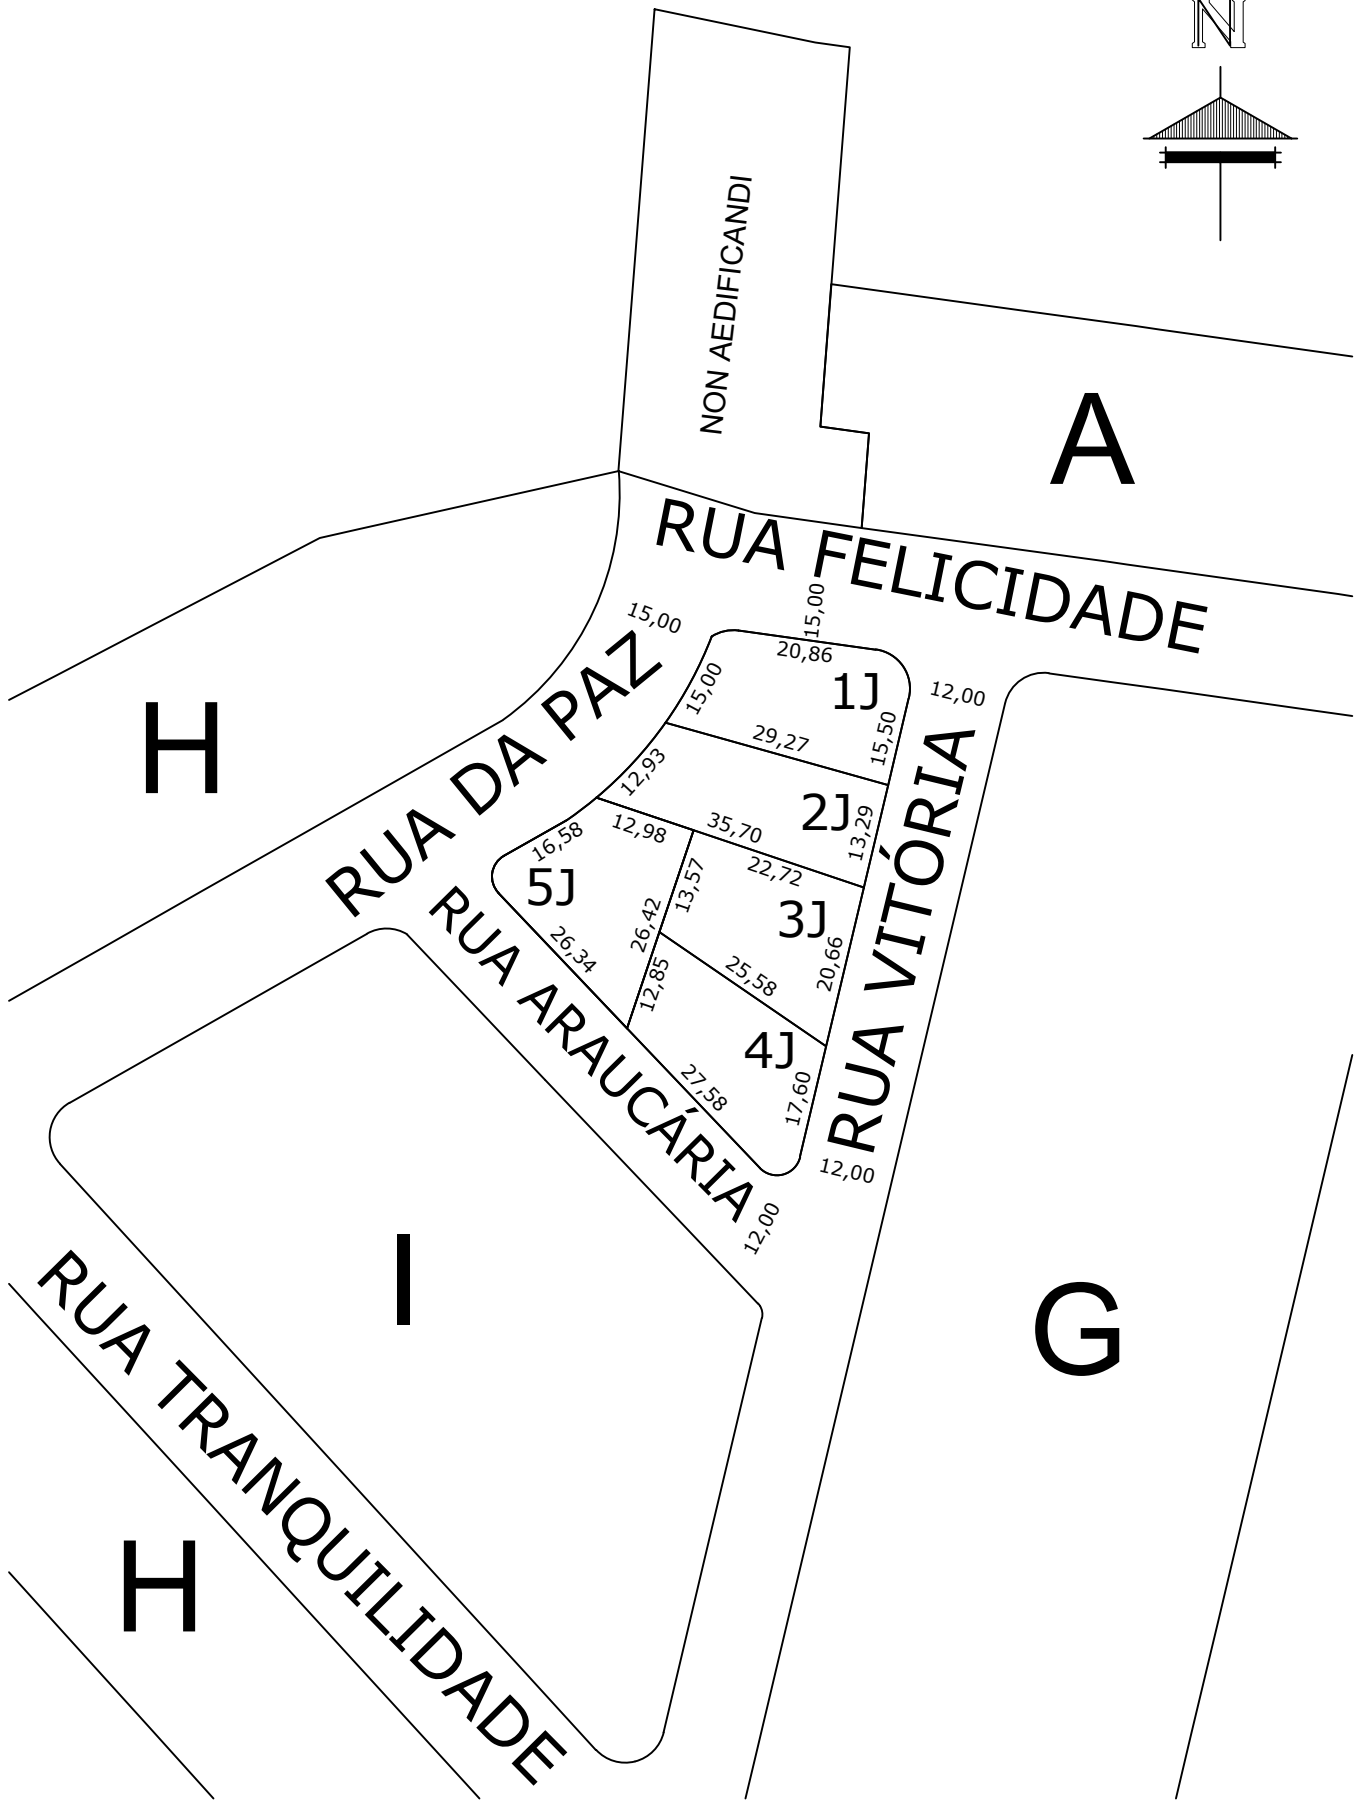 N
NON AEDIFICANDI
A
RUA FELICIDADE
15,00
15,00
20,86
1J
12,00
15,00
15,50
29,27
H
RUA DA PAZ
12,93
2J
13,29
35,70
12,98
16,58
22,72
13,57
5J
3J
RUA VITÓRIA
26,42
26,34
20,66
25,58
12,85
RUA ARAUCÁRIA
4J
27,58
17,60
12,00
12,00
I
G
RUA TRANQUILIDADE
H